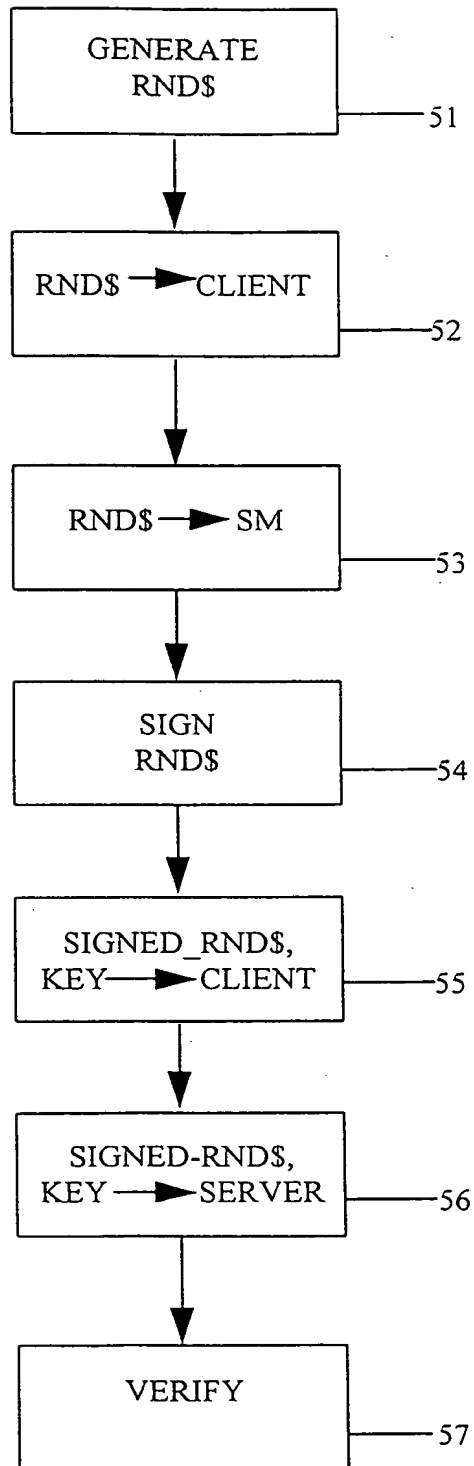 GENERATE
RND$
51
RND$ CLIENT
52
RND$ SM
53
SIGN
RND$
54
SIGNED_RND$,
KEY CLIENT
55
SIGNED-RND$,
KEY SERVER
56
VERIFY
57